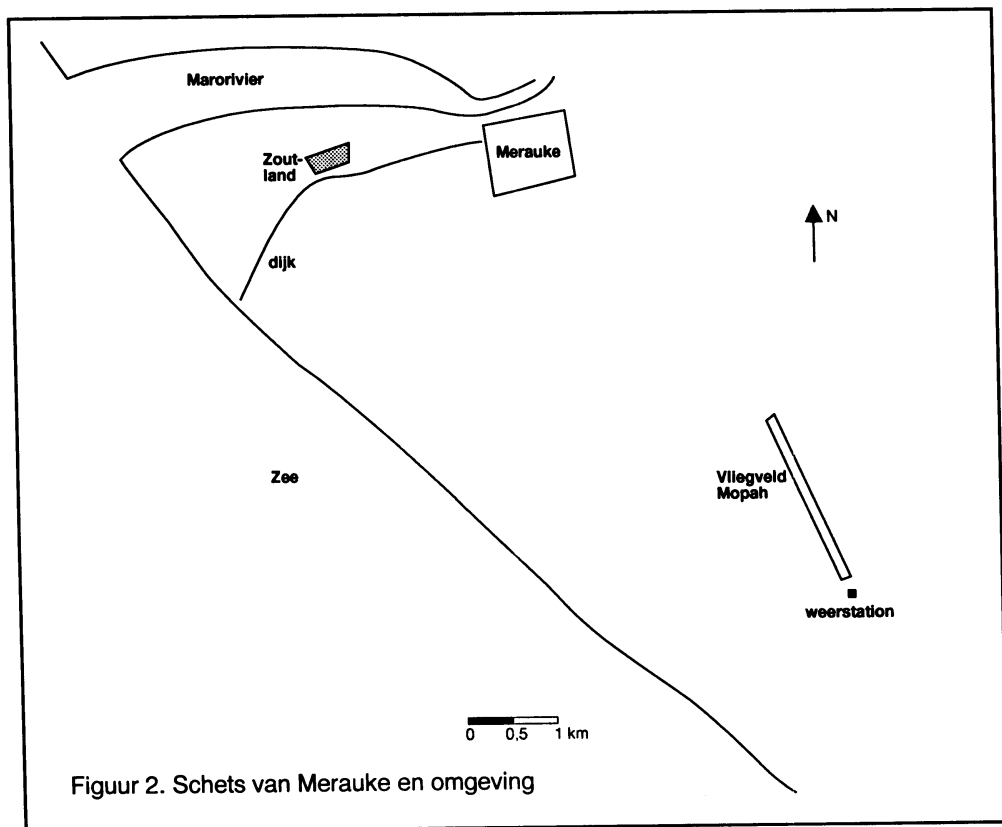 Marorivier
Zout-
land
Merauke
N
dijk
Zee
Vliegveld
Mopah
weerstation
0 0,5 1 km
Figuur 2. Schets van Merauke en omgeving